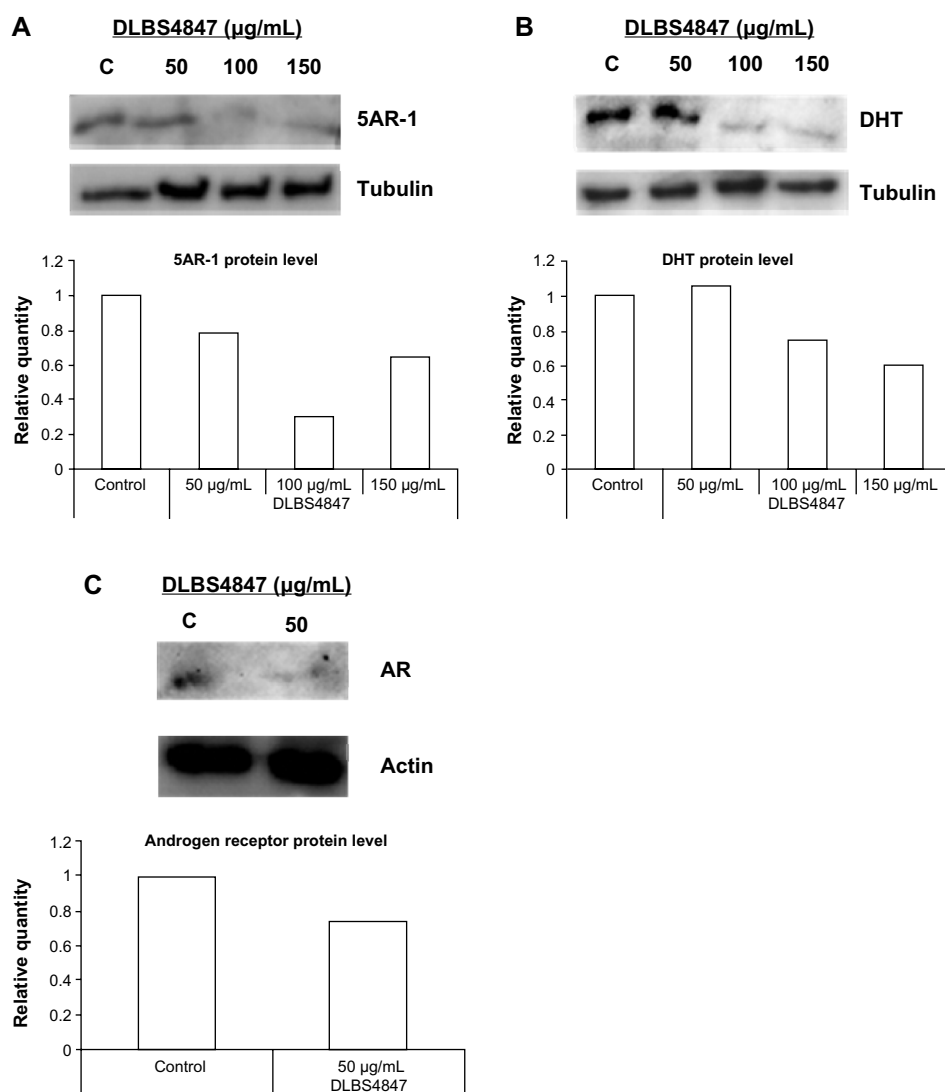 A
DLBS4847 (µg/mL)
C 50 100 150
5AR-1
Tubulin
5AR-1 protein level
Relative quantity
1.2
1
0.8
0.6
0.4
0.2
0
Control 50 µg/mL 100 µg/mL 150 µg/mL
DLBS4847
B
DLBS4847 (µg/mL)
C 50 100 150
DHT
Tubulin
DHT protein level
Relative quantity
1.2
1
0.8
0.6
0.4
0.2
0
Control 50 µg/mL 100 µg/mL 150 µg/mL
DLBS4847
C
DLBS4847 (µg/mL)
C 50
AR
Actin
Androgen receptor protein level
Relative quantity
1.2
1
0.8
0.6
0.4
0.2
0
Control 50 µg/mL
DLBS4847